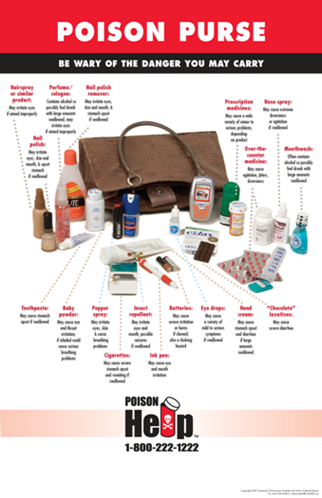 POISON PURSE
BE WARY OF THE DANGER YOU MAY CARRY
Hairspray
or similar
product:
May irritate eyes
if aimed improperly
Perfume/
cologne:
Contains alcohol so
possibly feel drunk
with large amounts
swallowed; may
irritate eyes
if aimed improperly
Nail polish
remover:
May irritate eyes,
skin and mouth, &
stomach upset
if swallowed
Nail
polish:
May irritate
eyes, skin
and mouth,
& upset
stomach
if swallowed
Prescription
medicines:
May cause a wide
variety of minor to
serious problems,
depending
on product
Nose spray:
May cause extreme
drowsiness
or agitation
if swallowed
Over-the-
counter
medicine:
May cause
agitation, jitters,
drowsiness
Mouthwash:
Often contains
alcohol so possibly
feel drunk with
large amounts
swallowed
Toothpaste:
May cause stomach
upset if swallowed
Baby
powder:
May cause eye
and throat
irritation;
if inhaled could
cause serious
breathing
problems
Pepper
spray:
May irritate
eyes, skin
& cause
breathing
problems
Insect
repellent:
May irritate
eyes and
mouth; possible
seizures
if swallowed
Batteries:
May cause
severe irritation
or burns
if chewed;
also a choking
hazard
Eye drops:
May cause
a variety of
mild to serious
symptoms
if swallowed
Hand
cream:
May cause stomach
upset and
diarrhea
if large
amounts
swallowed
"Chocolate"
laxatives:
May cause
severe diarrhea
Cigarettes:
May cause severe
stomach upset
and vomiting if
swallowed
Ink pen:
May cause eye
and mouth
irritation
POISON
Help
1-800-222-1222